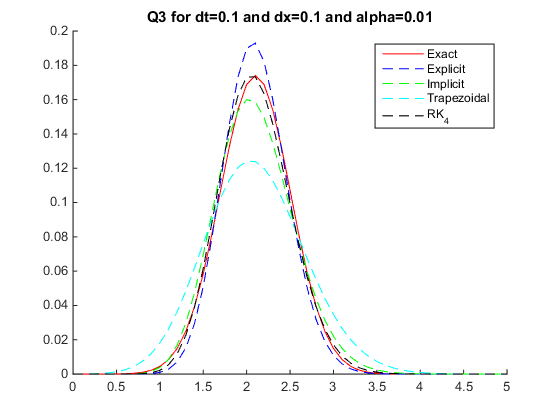 Q3 for dt=0.1 and dx=0.1 and alpha=0.01
0.2
0.18
0.16
0.14
0.12
0.1
0.08
0.06
0.04
0.02
0
Exact
Explicit
Implicit
Trapezoidal
RK4
0 0.5 1 1.5 2 2.5 3 3.5 4 4.5 5